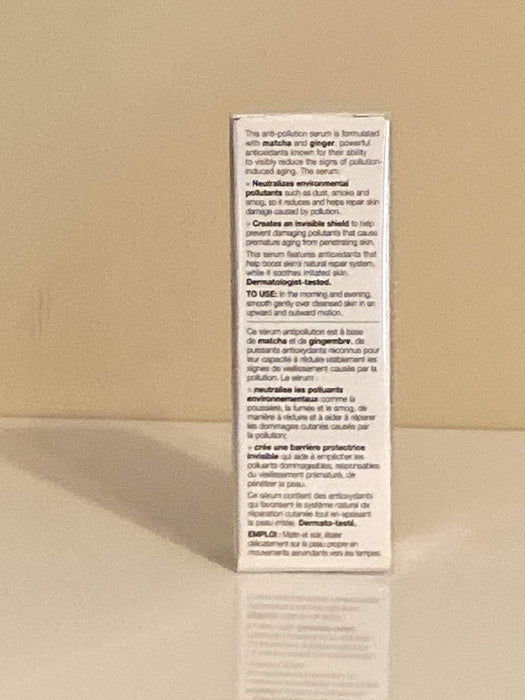 This anti-pollution serum is formulated
with matcha and ginger, powerful
antioxidants known for their ability
to visibly reduce the signs of pollution-
induced aging. The serum:
+ Neutralizes environmental
pollutants such as dust, smoke and
smog, so it reduces and helps repair skin
damage caused by pollution.
+ Creates an invisible shield to help
prevent damaging pollutants that cause
premature aging from penetrating skin.
This serum features antioxidants that
help boost skin's natural repair system,
while it soothes irritated skin.
Dermatologist-tested.
TO USE: In the morning and evening,
smooth gently over cleansed skin in an
upward and outward motion.
Ce sérum antipollution est à base
de matcha et de gingembre, de
puissants antioxydants reconnus pour
leur capacité à réduire visiblement les
signes de vieillissement causés par la
pollution. Le sérum :
+ neutralise les polluants
environnementaux comme la
poussière, la fumée et le smog, de
manière à réduire et à aider à réparer
les dommages cutanés causés par
la pollution;
+ crée une barrière protectrice
invisible qui aide à empêcher les
polluants dommageables, responsables
du vieillissement prématuré, de
pénétrer la peau.
Ce sérum contient des antioxydants
qui favorisent le système naturel de
réparation cutanée tout en apaisant
la peau irritée. Dermato-testé.
EMPLOI : Matin et soir, étaler
délicatement sur la peau propre en
mouvements ascendants vers les tempes.